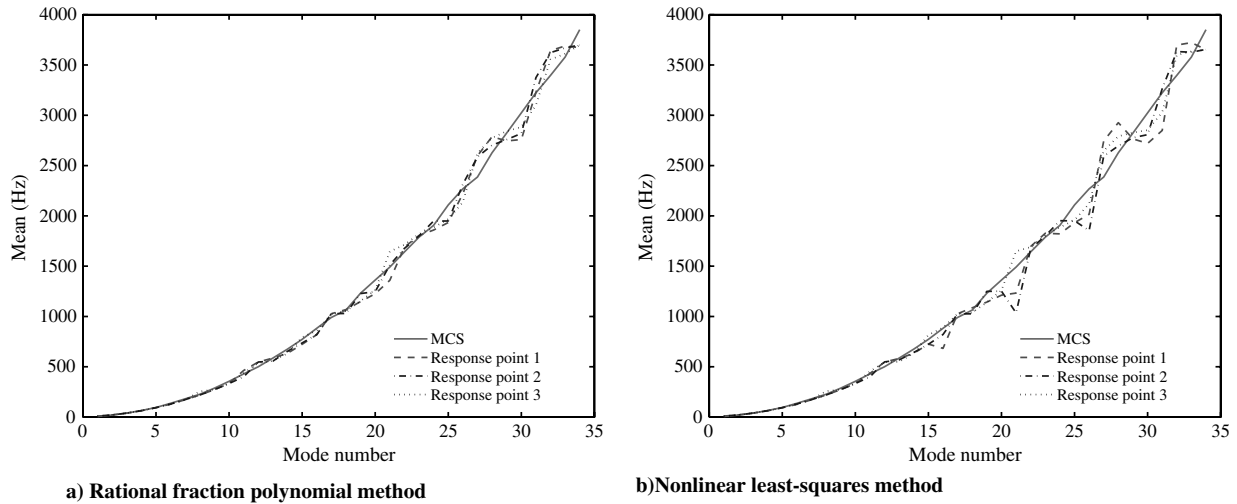 4000
3500
3000
2500
2000
1500
1000
500
0
Mean (Hz)
0 5 10 15 20 25 30 35
Mode number
MCS
Response point 1
Response point 2
Response point 3
a) Rational fraction polynomial method
4000
3500
3000
2500
2000
1500
1000
500
0
Mean (Hz)
0 5 10 15 20 25 30 35
Mode number
MCS
Response point 1
Response point 2
Response point 3
b)Nonlinear least-squares method